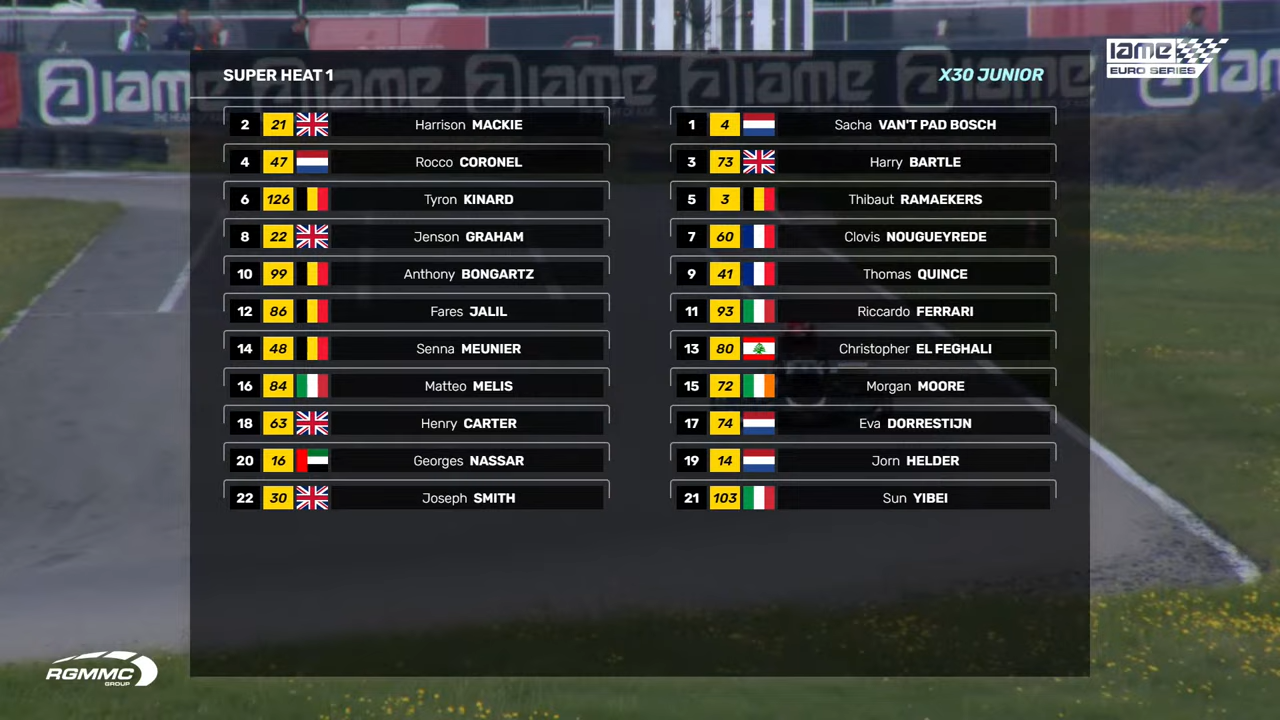 SUPER HEAT 1
X30 JUNIOR
iame
EURO SERIES
2 21 Harrison MACKIE
1 4 Sacha VAN'T PAD BOSCH
4 47 Rocco CORONEL
3 73 Harry BARTLE
6 126 Tyron KINARD
5 3 Thibaut RAMAEKERS
8 22 Jenson GRAHAM
7 60 Clovis NOUGUEYREDE
10 99 Anthony BONGARTZ
9 41 Thomas QUINCE
12 86 Fares JALIL
11 93 Riccardo FERRARI
14 48 Senna MEUNIER
13 80 Christopher EL FEGHALI
16 84 Matteo MELIS
15 72 Morgan MOORE
18 63 Henry CARTER
17 74 Eva DORRESTIJN
20 16 Georges NASSAR
19 14 Jorn HELDER
22 30 Joseph SMITH
21 103 Sun YIBEI
RGMMC
GROUP